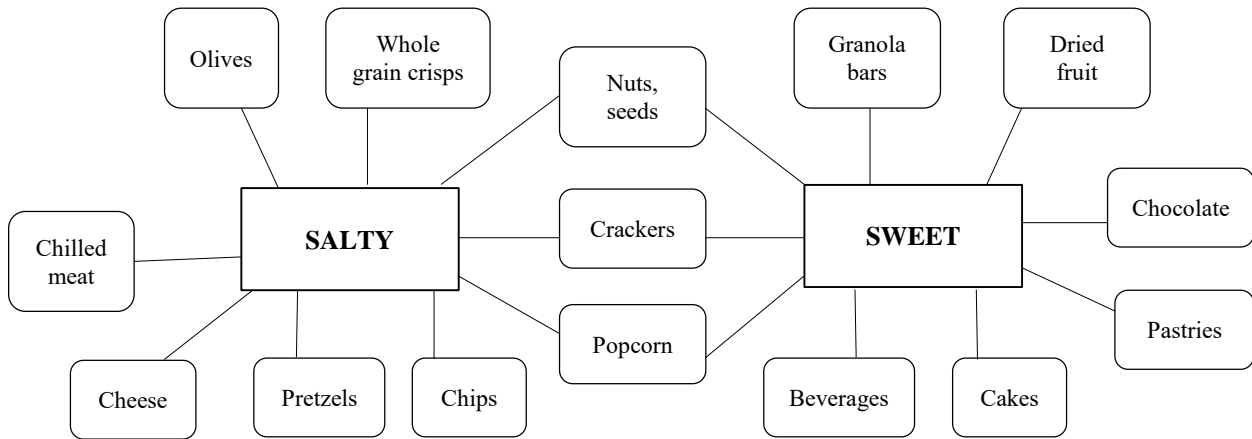 Olives
Whole
grain crisps
Nuts,
seeds
Granola
bars
Dried
fruit
Chilled
meat
SALTY
Crackers
SWEET
Chocolate
Cheese
Pretzels
Chips
Popcorn
Beverages
Cakes
Pastries